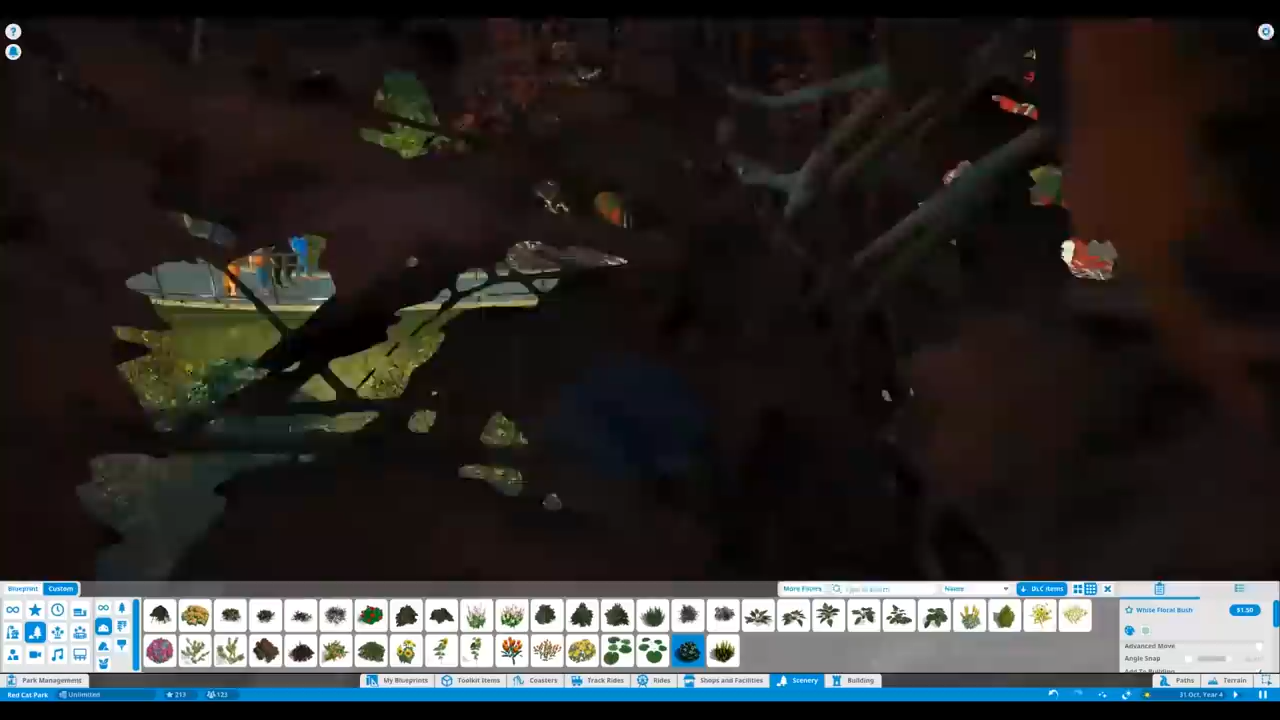 ?
Blueprint Custom
More Filters Name DLC Items
White Floral Bush $1.50
Advanced Move
Angle Snap
Park Management My Blueprints Toolkit Items Coasters Track Rides Rides Shops and Facilities Scenery Building Paths Terrain
Red Cat Park Unlimited 213 123 31 Oct, Year 4